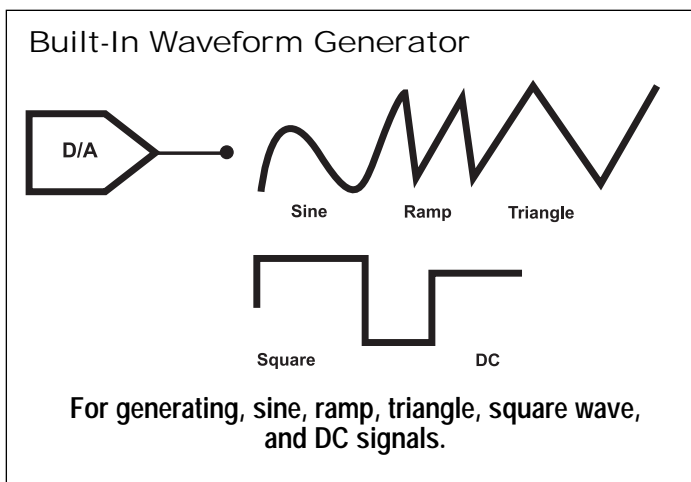 Built-In Waveform Generator
D/A
Sine Ramp Triangle
Square DC
For generating, sine, ramp, triangle, square wave,
and DC signals.